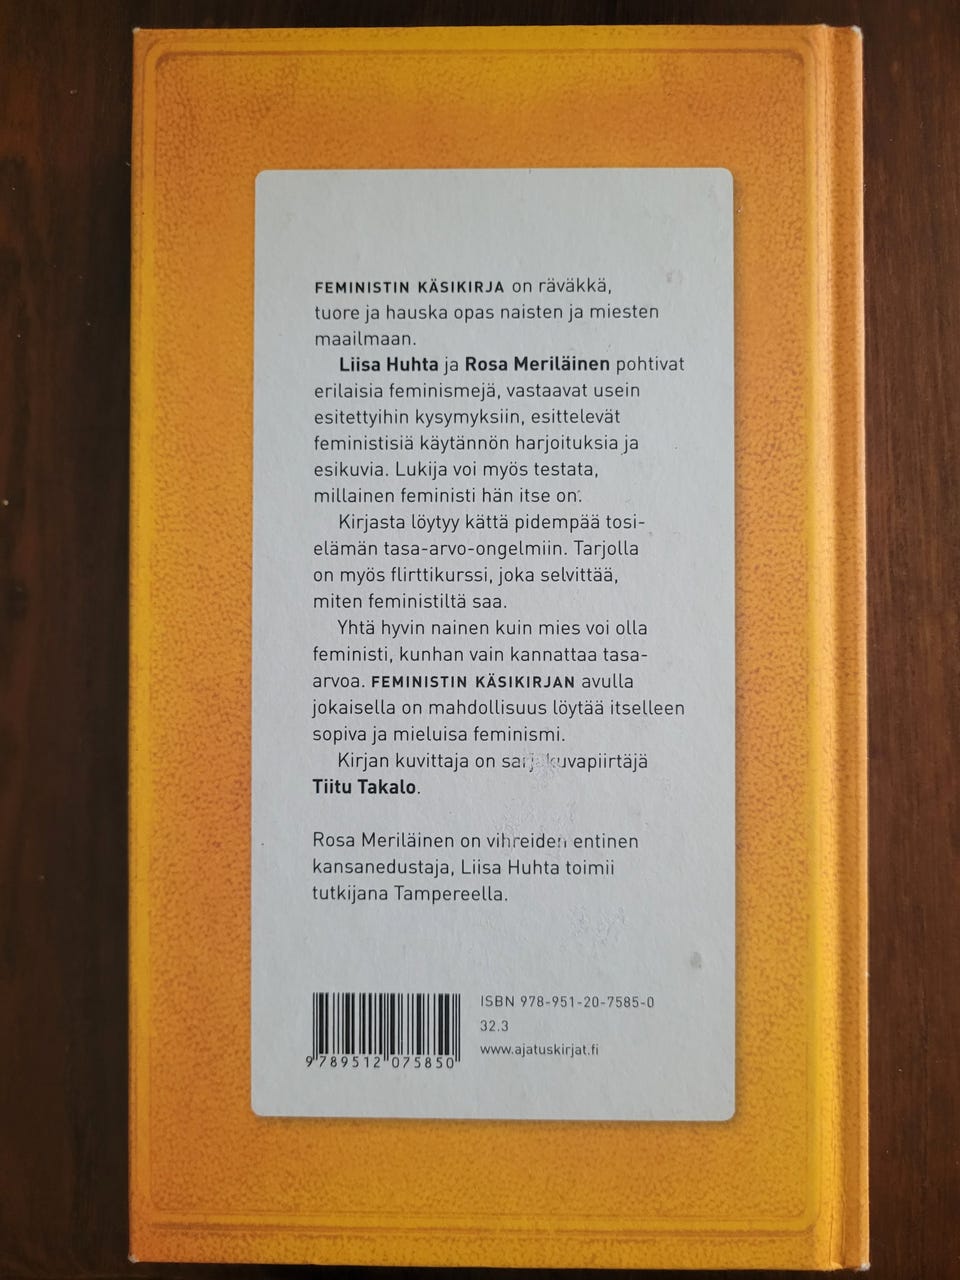 FEMINISTIN KÄSIKIRJA on räväkkä,
tuore ja hauska opas naisten ja miesten
maailmaan.
Liisa Huhta ja Rosa Meriläinen pohtivat
erilaisia feminismejä, vastaavat usein
esitettyihin kysymyksiin, esittelevät
feministisiä käytännön harjoituksia ja
esikuvia. Lukija voi myös testata,
millainen feministi hän itse on.
Kirjasta löytyy kättä pidempää tosi-
elämän tasa-arvo-ongelmiin. Tarjolla
on myös flirttikurssi, joka selvittää,
miten feministiltä saa.
Yhtä hyvin nainen kuin mies voi olla
feministi, kunhan vain kannattaa tasa-
arvoa. FEMINISTIN KÄSIKIRJAN avulla
jokaisella on mahdollisuus löytää itselleen
sopiva ja mieluisa feminismi.
Kirjan kuvittaja on sarjakuvapiirtäjä
Tiitu Takalo.
Rosa Meriläinen on vihreiden entinen
kansanedustaja, Liisa Huhta toimii
tutkijana Tampereella.
ISBN 978-951-20-7585-0
32.3
www.ajatuskirjat.fi
9 789512 075850